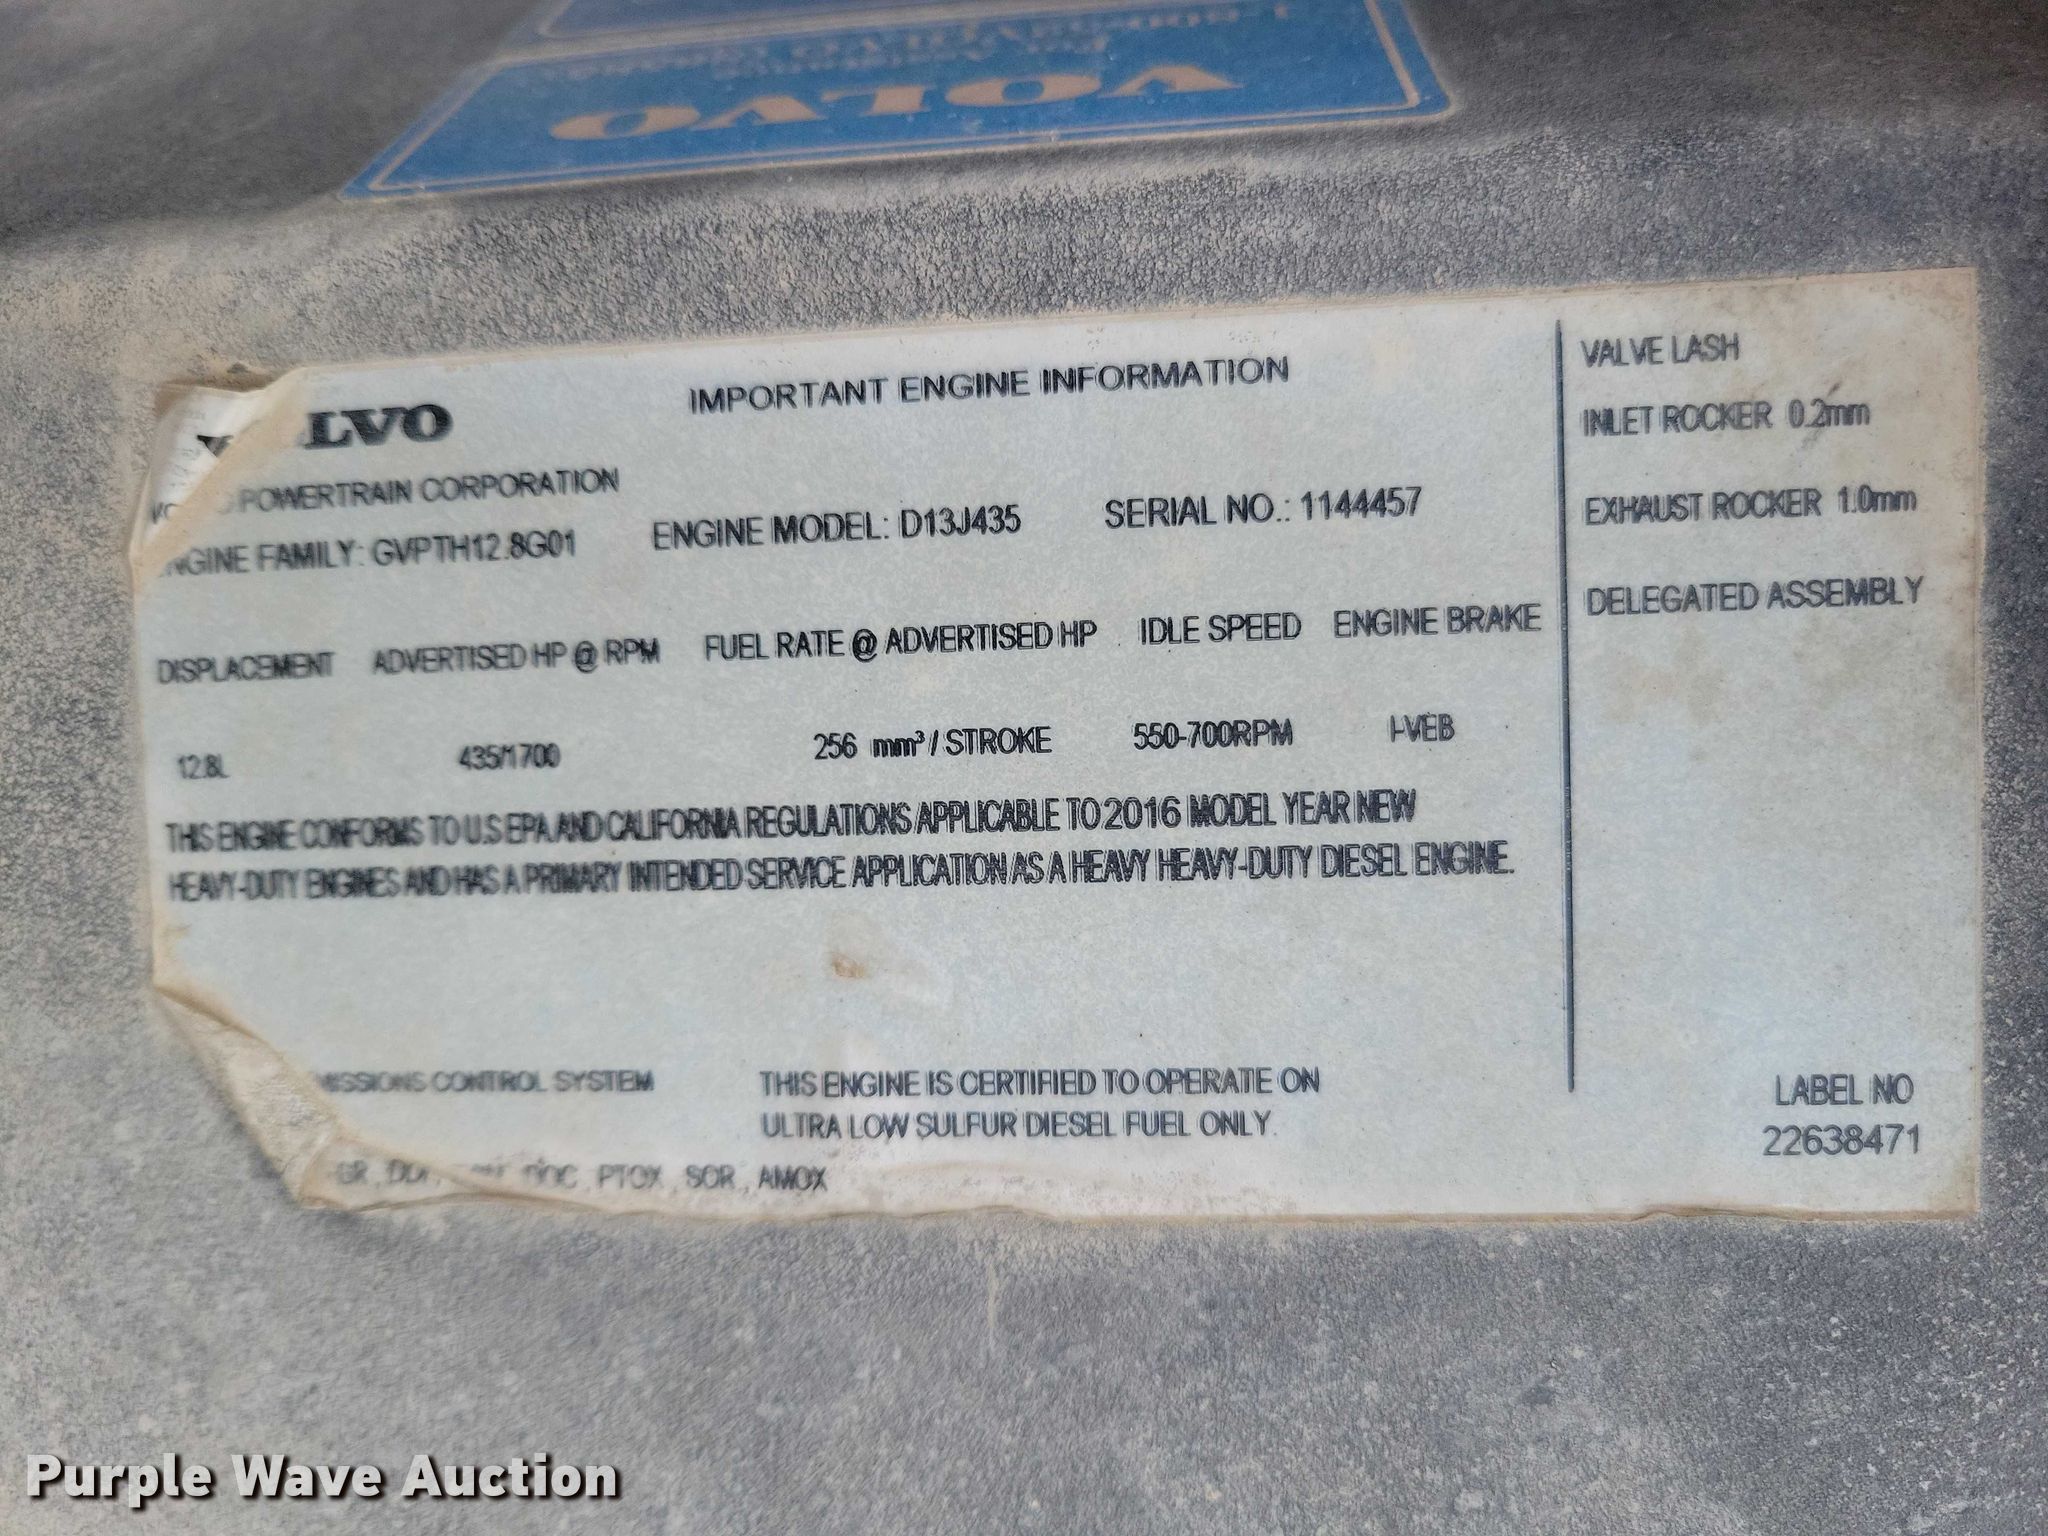 VOLVO
IMPORTANT ENGINE INFORMATION
LVO
POWERTRAIN CORPORATION
NGINE FAMILY: GVPTH12.8G01
ENGINE MODEL: D13J435
SERIAL NO.: 1144457
DISPLACEMENT ADVERTISED HP @ RPM FUEL RATE @ ADVERTISED HP IDLE SPEED ENGINE BRAKE
12.8L 435/1700 256 mm³ / STROKE 550-700RPM I-VEB
THIS ENGINE CONFORMS TO U.S EPA AND CALIFORNIA REGULATIONS APPLICABLE TO 2016 MODEL YEAR NEW
HEAVY-DUTY ENGINES AND HAS A PRIMARY INTENDED SERVICE APPLICATION AS A HEAVY HEAVY-DUTY DIESEL ENGINE.
MISSIONS CONTROL SYSTEM
THIS ENGINE IS CERTIFIED TO OPERATE ON
ULTRA LOW SULFUR DIESEL FUEL ONLY.
DOC, PTOX, SCR, AMOX
VALVE LASH
INLET ROCKER 0.2mm
EXHAUST ROCKER 1.0mm
DELEGATED ASSEMBLY
LABEL NO
22638471
Purple Wave Auction